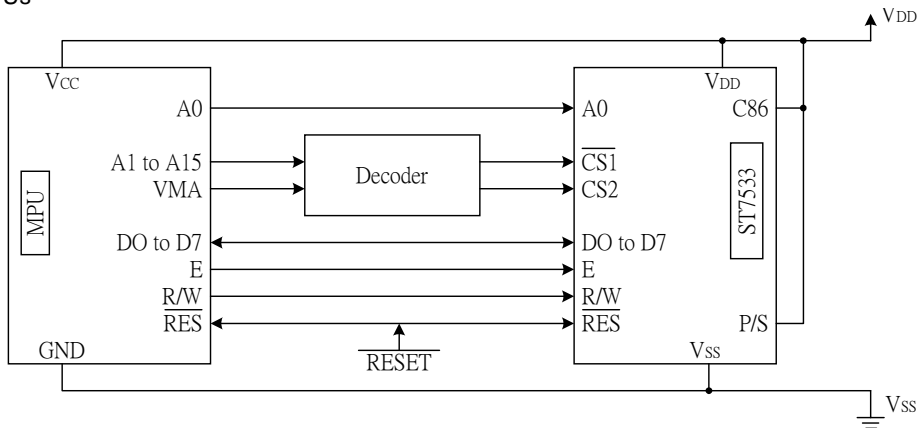 VDD
VCC
A0
A1 to A15
VMA
DO to D7
E
R/W
RES
GND
MPU
Decoder
RESET
VDD
A0
C86
CS1
CS2
DO to D7
E
R/W
RES
P/S
VSS
ST7533
VSS